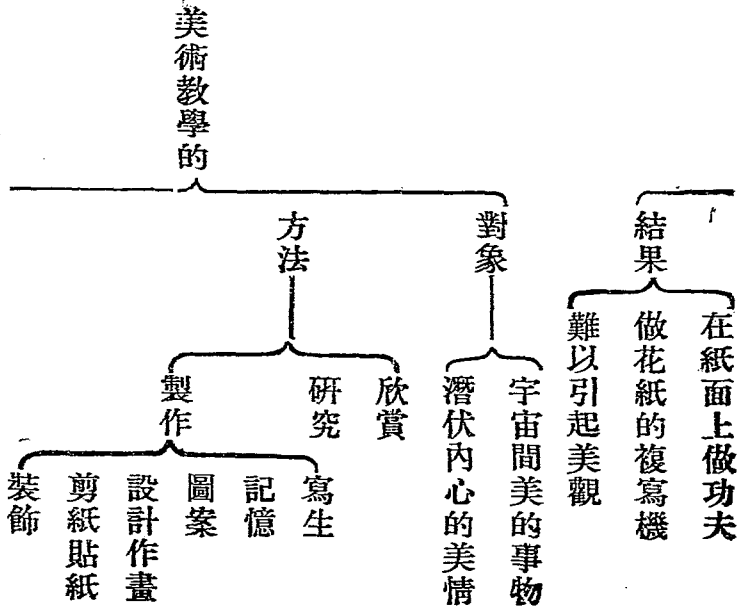 結果
在紙面上做功夫
做花紙的複寫機
難以引起美觀
美術教學的
對象
宇宙間美的事物
潛伏內心的美情
方法
欣賞
研究
製作
寫生
記憶
圖案
設計作畫
剪紙貼紙
裝飾